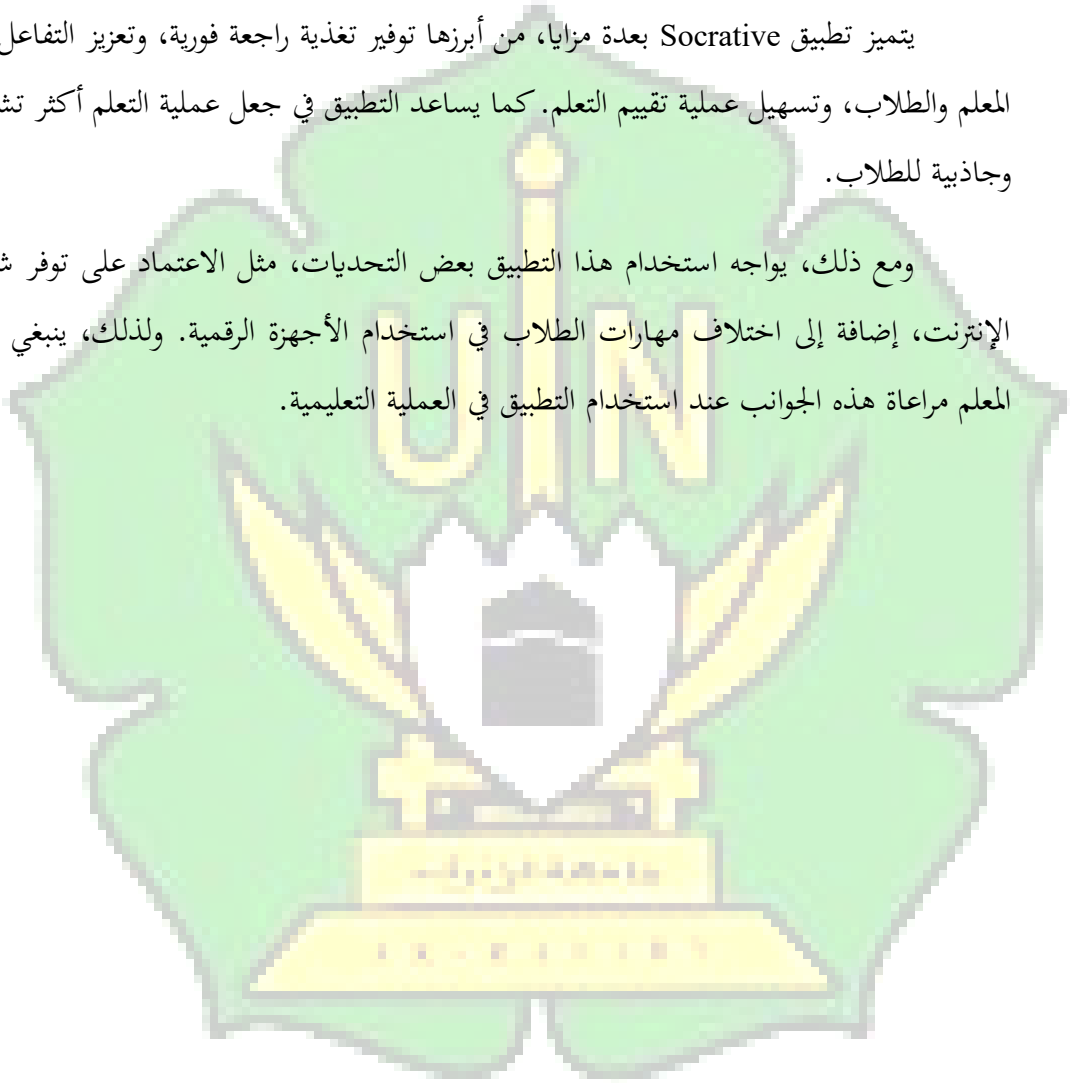 يتميز تطبيق Socrative بعدة مزايا، من أبرزها توفير تغذية راجعة فورية، وتعزيز التفاعل
المعلم والطلاب، وتسهيل عملية تقييم التعلم. كما يساعد التطبيق في جعل عملية التعلم أكثر
وجاذبية للطلاب.
ومع ذلك، يواجه استخدام هذا التطبيق بعض التحديات، مثل الاعتماد على توفر
الإنترنت، إضافة إلى اختلاف مهارات الطلاب في استخدام الأجهزة الرقمية. ولذلك، ينبغي
المعلم مراعاة هذه الجوانب عند استخدام التطبيق في العملية التعليمية.
UIN